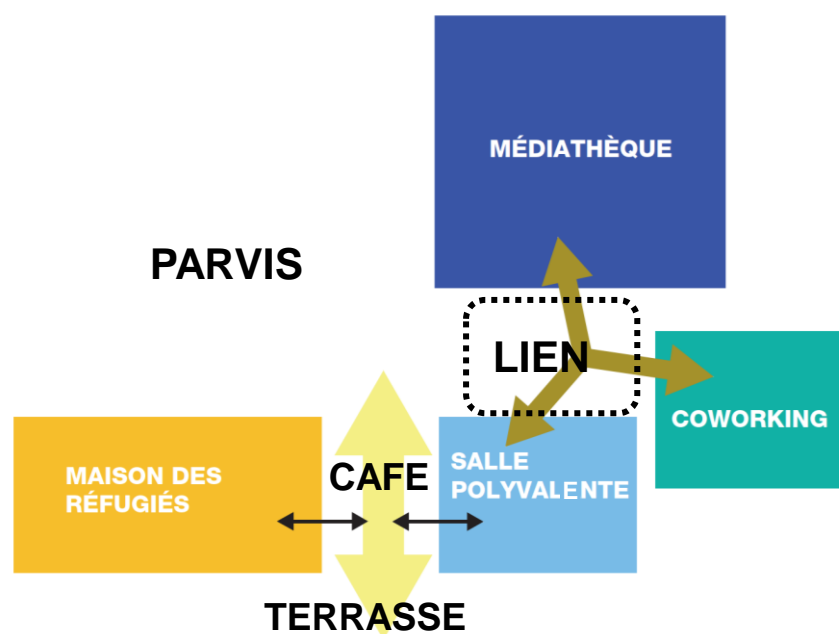 MÉDIATHÈQUE
PARVIS
LIEN
COWORKING
MAISON DES
RÉFUGIÉS
CAFE
SALLE
POLYVALENTE
TERRASSE